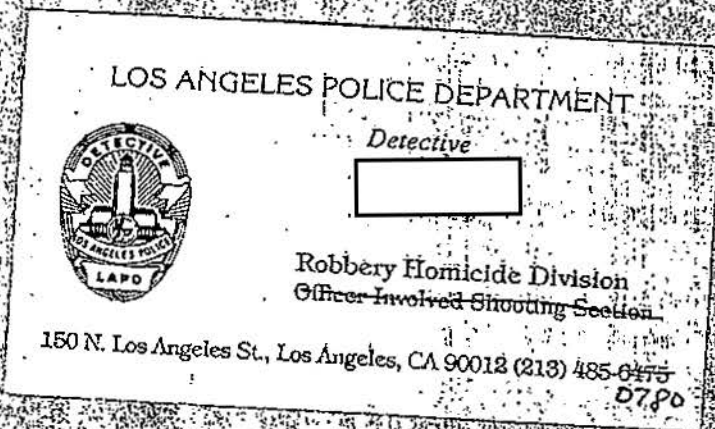 LOS ANGELES POLICE DEPARTMENT
Detective
DETECTIVE
LOS ANGELES POLICE
LAPD
Robbery Homicide Division
Officer Involved Shooting Section
150 N. Los Angeles St., Los Angeles, CA 90012 (213) 485-6475
0780